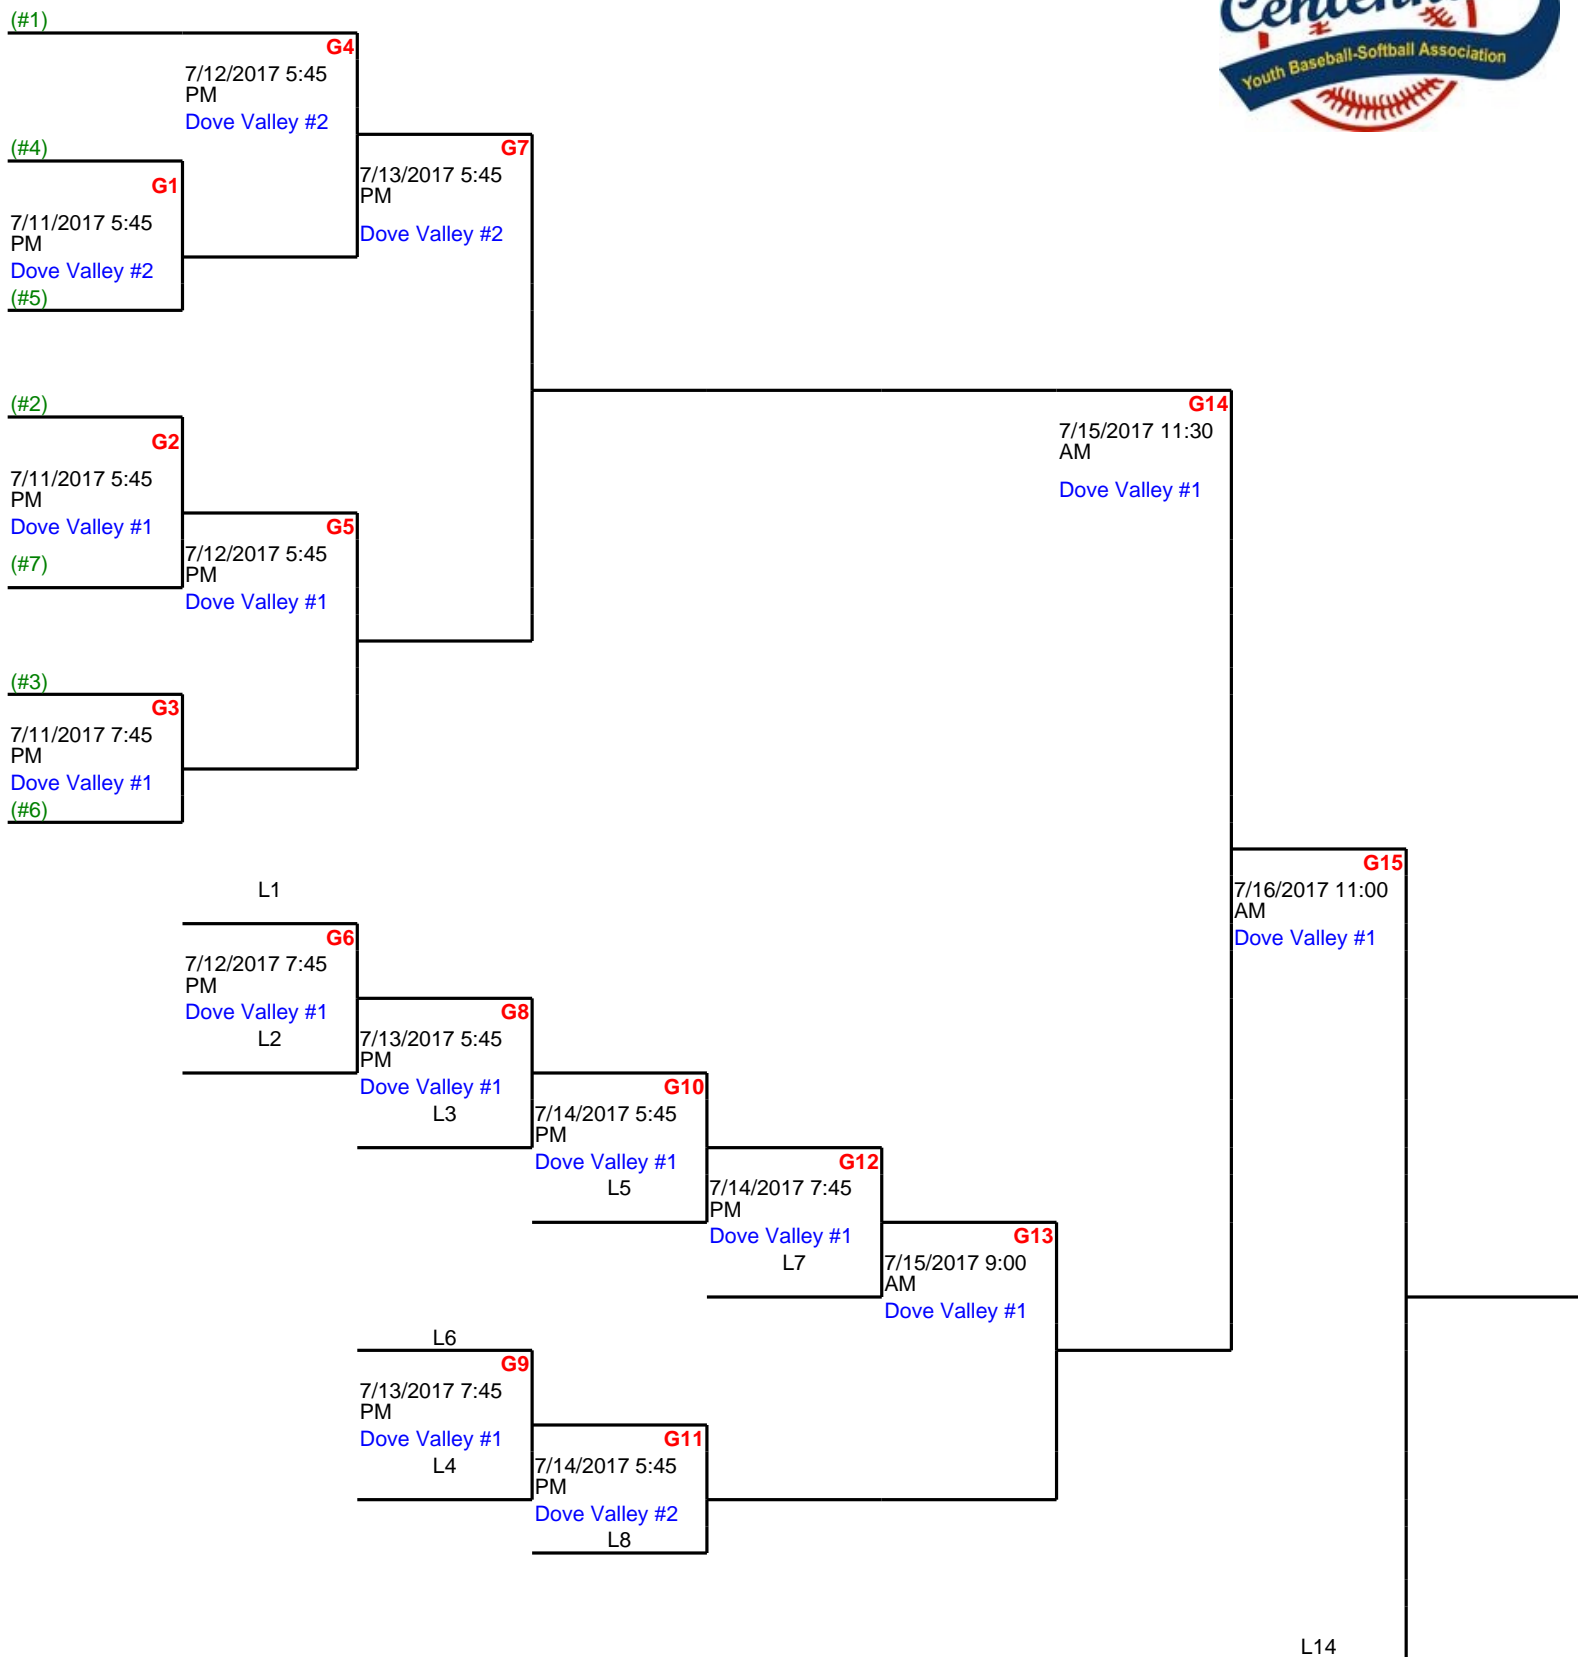 (#1)
G4
7/12/2017 5:45
PM
Dove Valley #2
(#4)
G1
7/11/2017 5:45
PM
Dove Valley #2
(#5)
G7
7/13/2017 5:45
PM
Dove Valley #2
Youth Baseball-Softball Association
(#2)
G2
7/11/2017 5:45
PM
Dove Valley #1
(#7)
G5
7/12/2017 5:45
PM
Dove Valley #1
G14
7/15/2017 11:30
AM
Dove Valley #1
(#3)
G3
7/11/2017 7:45
PM
Dove Valley #1
(#6)
G15
7/16/2017 11:00
AM
Dove Valley #1
L1
G6
7/12/2017 7:45
PM
Dove Valley #1
L2
G8
7/13/2017 5:45
PM
Dove Valley #1
L3
G10
7/14/2017 5:45
PM
Dove Valley #1
L5
G12
7/14/2017 7:45
PM
Dove Valley #1
L7
G13
7/15/2017 9:00
AM
Dove Valley #1
L6
G9
7/13/2017 7:45
PM
Dove Valley #1
L4
G11
7/14/2017 5:45
PM
Dove Valley #2
L8
L14